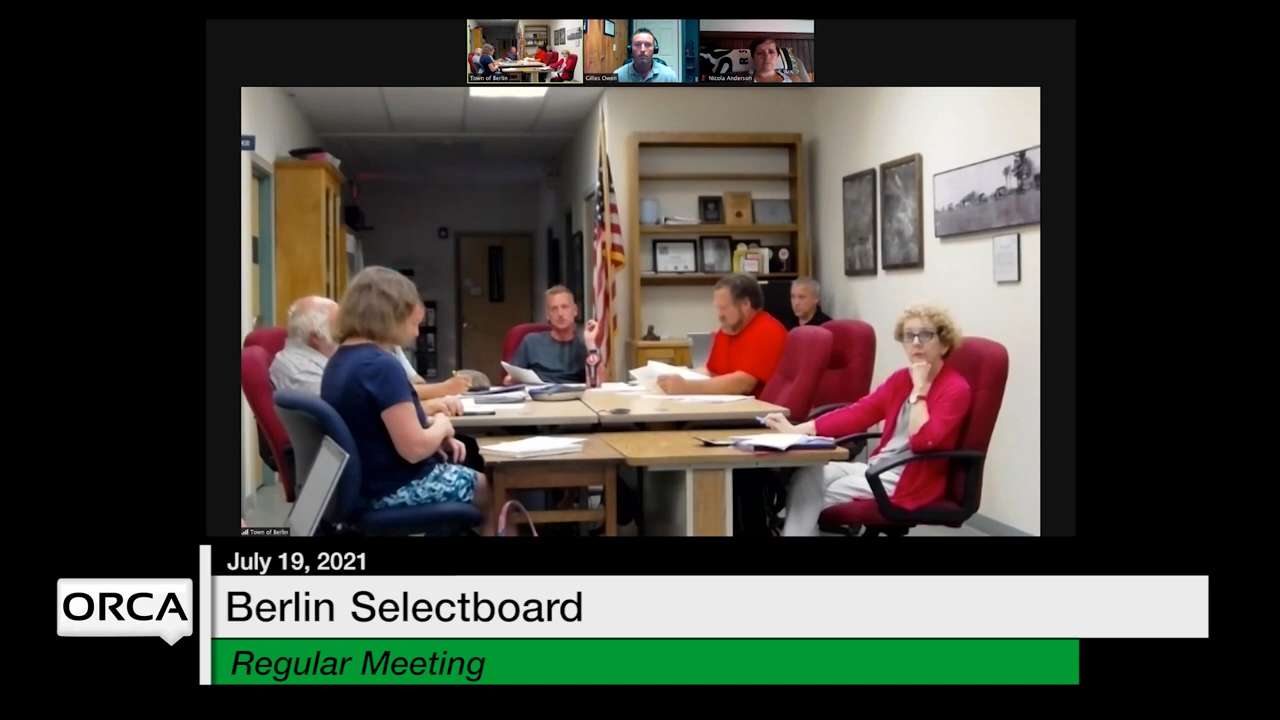 Town of Berlin
Gilles Owen
Nicola Anderson
Town of Berlin
July 19, 2021
ORCA
Berlin Selectboard
Regular Meeting